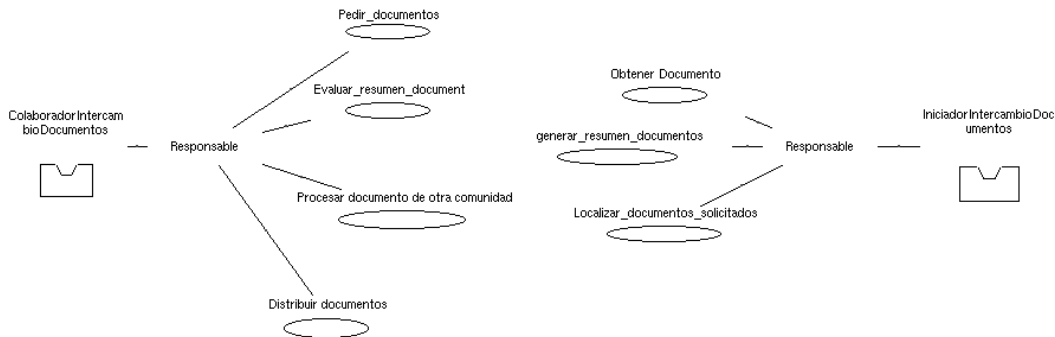 Pedir_documentos
Evaluar_resumen_document
ColaboradorIntercam
bioDocumentos
Responsable
Procesar documento de otra comunidad
Distribuir documentos
Obtener Documento
generar_resumen_documentos
Responsable
IniciadorIntercambioDoc
umentos
Localizar_documentos_solicitados